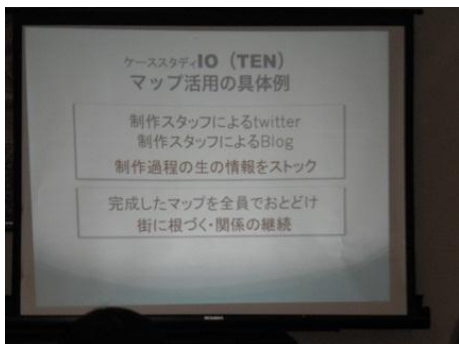 ケーススタディIO（TEN）
マップ活用の具体例
制作スタッフによるtwitter
制作スタッフによるBlog
制作過程の生の情報をストック
完成したマップを全員でおとどけ
街に根づく・関係の継続